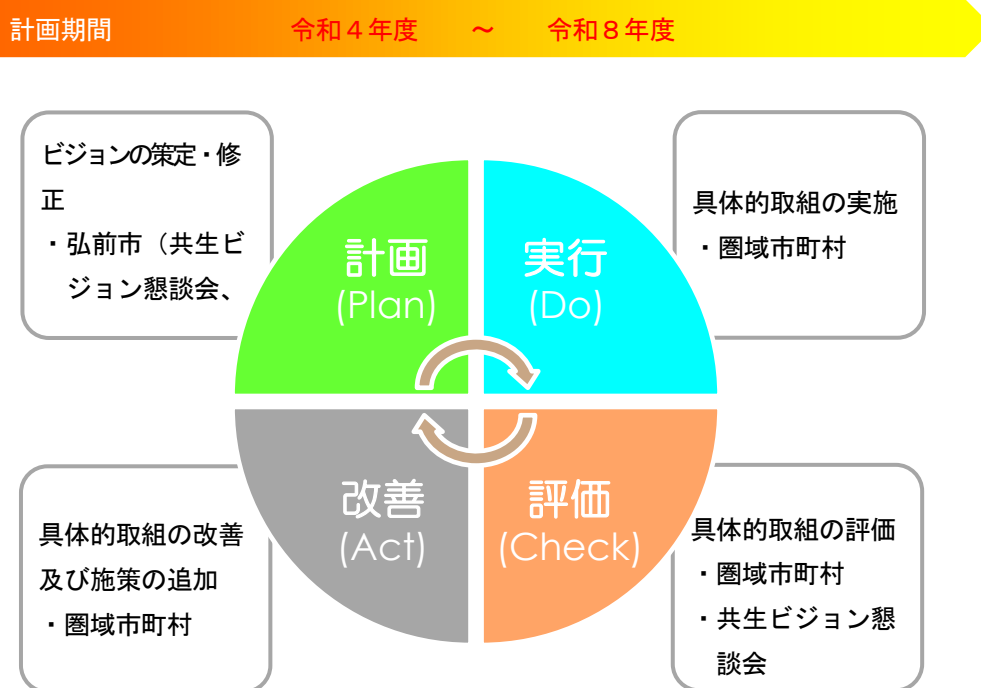 計画期間　令和４年度　～　令和８年度
ビジョンの策定・修
正
・弘前市（共生ビ
ジョン懇談会、
計画
(Plan)
実行
(Do)
具体的取組の実施
・圏域市町村
具体的取組の改善
及び施策の追加
・圏域市町村
改善
(Act)
評価
(Check)
具体的取組の評価
・圏域市町村
・共生ビジョン懇
談会